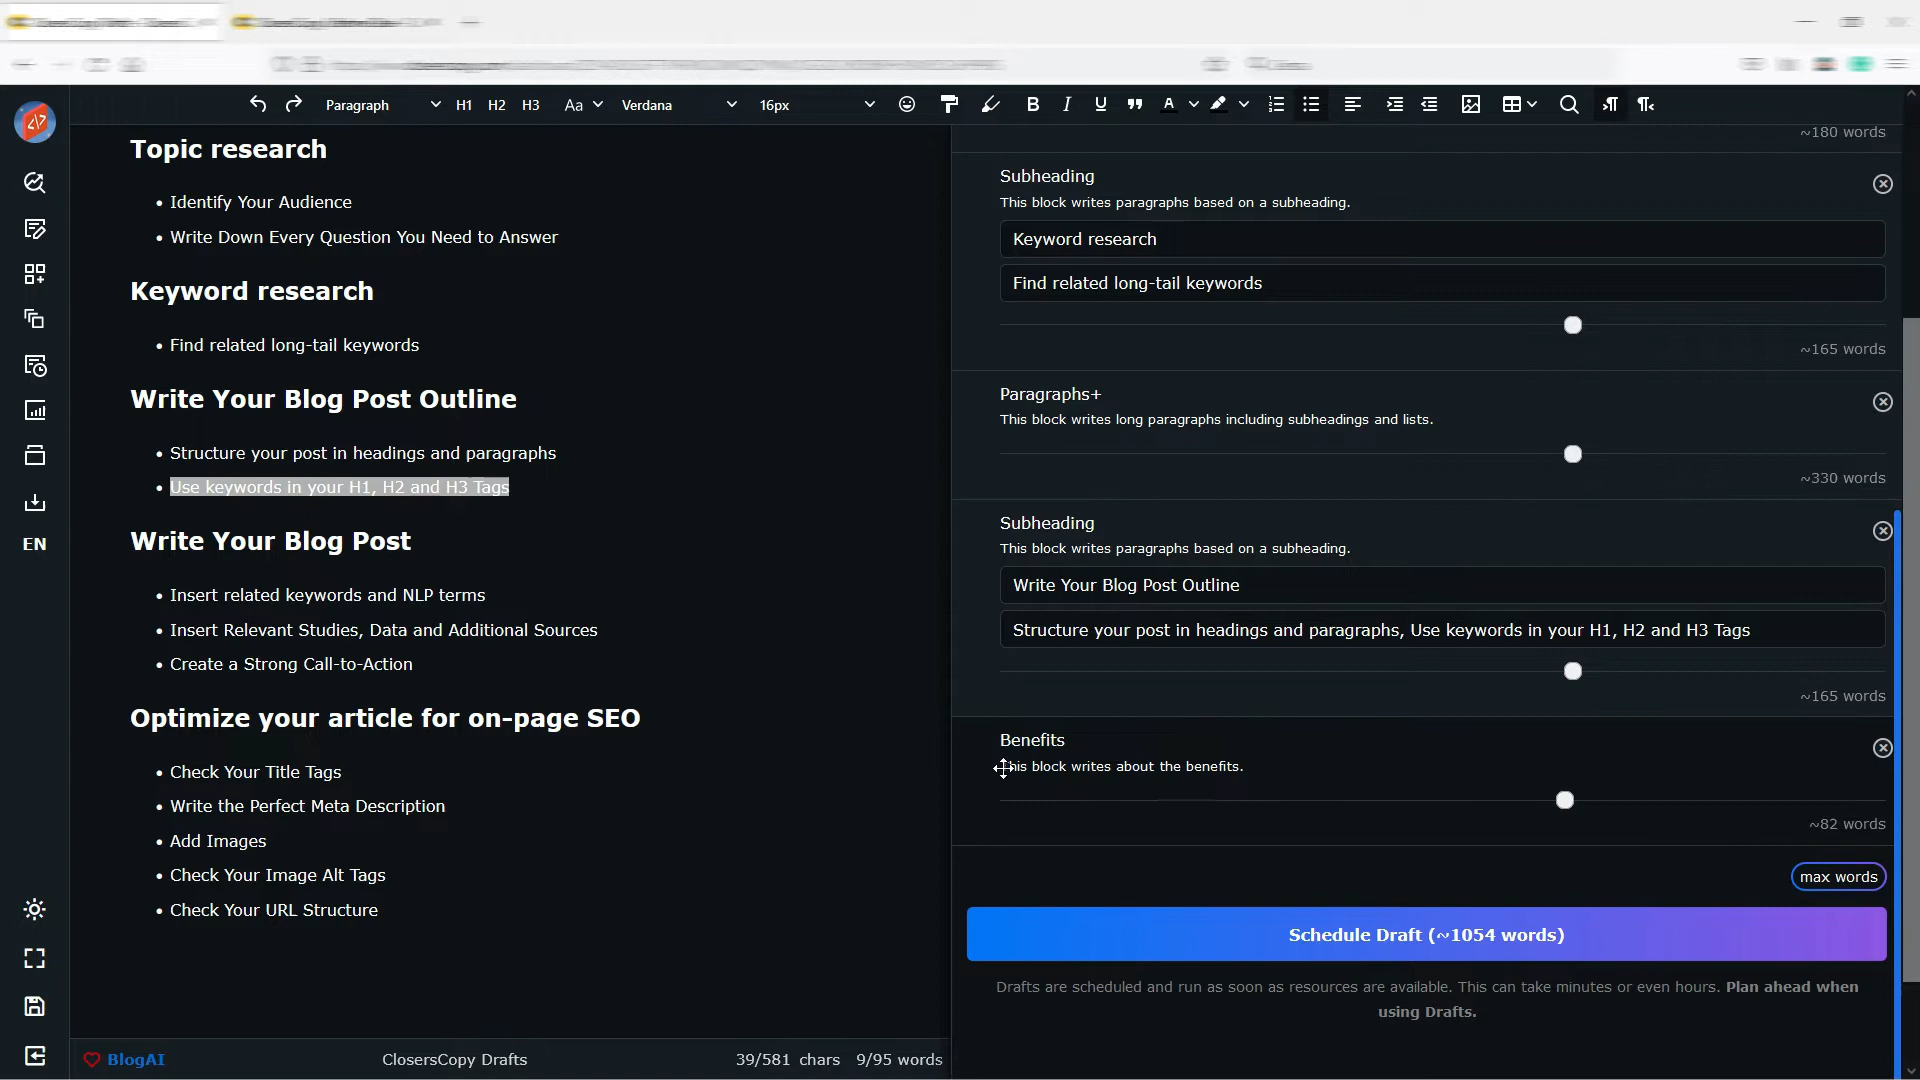 Paragraph H1 H2 H3 Aa Verdana 16px B I U A
Topic research
• Identify Your Audience
• Write Down Every Question You Need to Answer
Keyword research
• Find related long-tail keywords
Write Your Blog Post Outline
• Structure your post in headings and paragraphs
• Use keywords in your H1, H2 and H3 Tags
Write Your Blog Post
• Insert related keywords and NLP terms
• Insert Relevant Studies, Data and Additional Sources
• Create a Strong Call-to-Action
Optimize your article for on-page SEO
• Check Your Title Tags
• Write the Perfect Meta Description
• Add Images
• Check Your Image Alt Tags
• Check Your URL Structure
EN
BlogAI
ClosersCopy Drafts
39/581 chars 9/95 words
~180 words
Subheading
This block writes paragraphs based on a subheading.
Keyword research
Find related long-tail keywords
~165 words
Paragraphs+
This block writes long paragraphs including subheadings and lists.
~330 words
Subheading
This block writes paragraphs based on a subheading.
Write Your Blog Post Outline
Structure your post in headings and paragraphs, Use keywords in your H1, H2 and H3 Tags
~165 words
Benefits
This block writes about the benefits.
~82 words
max words
Schedule Draft (~1054 words)
Drafts are scheduled and run as soon as resources are available. This can take minutes or even hours. Plan ahead when
using Drafts.